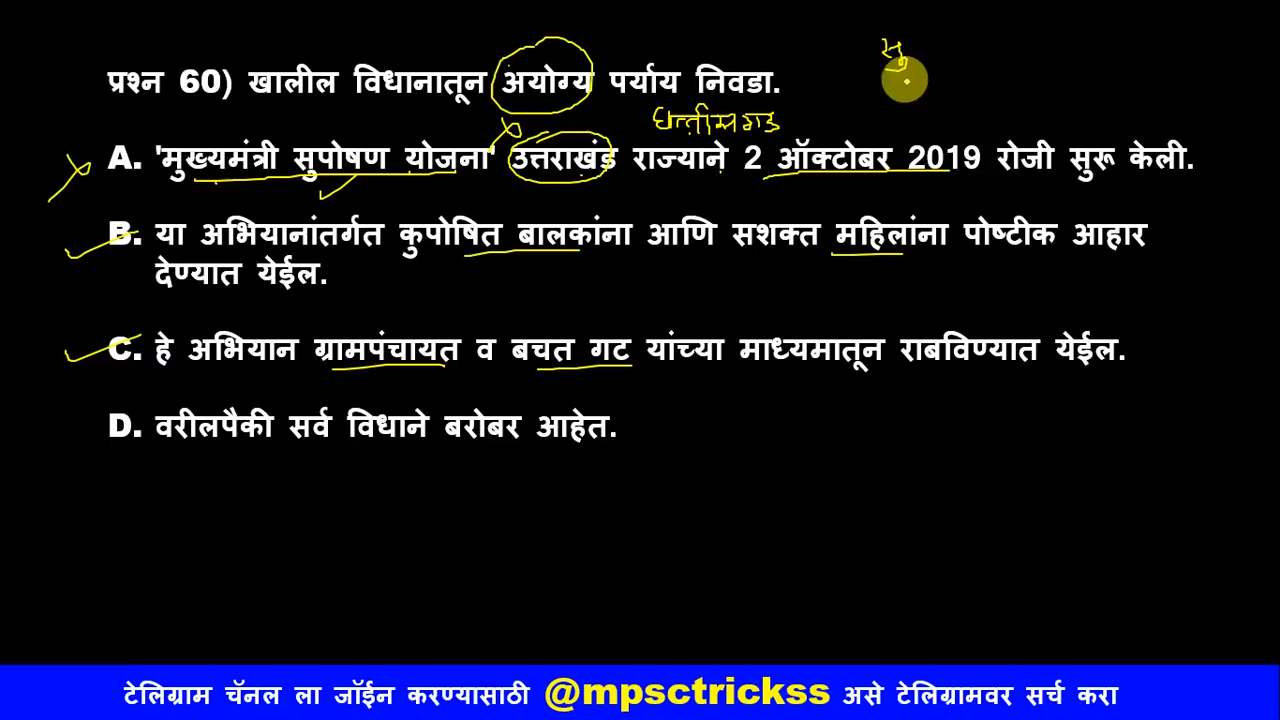 प्रश्न 60) खालील विधानातून अयोग्य पर्याय निवडा.
सु
छत्तीसगड
A. 'मुख्यमंत्री सुपोषण योजना' उत्तराखंड राज्याने 2 ऑक्टोबर 2019 रोजी सुरू केली.
B. या अभियानांतर्गत कुपोषित बालकांना आणि सशक्त महिलांना पोष्टीक आहार
देण्यात येईल.
C. हे अभियान ग्रामपंचायत व बचत गट यांच्या माध्यमातून राबविण्यात येईल.
D. वरीलपैकी सर्व विधाने बरोबर आहेत.
टेलिग्राम चॅनल ला जॉईन करण्यासाठी @mpsctrickss असे टेलिग्रामवर सर्च करा